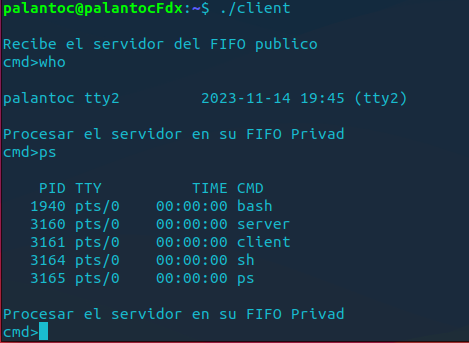 palantoc@palantocFdx:~$ ./client
Recibe el servidor del FIFO publico
cmd>who
palantoc tty2         2023-11-14 19:45 (tty2)
Procesar el servidor en su FIFO Privad
cmd>ps
    PID TTY          TIME CMD
   1940 pts/0    00:00:00 bash
   3160 pts/0    00:00:00 server
   3161 pts/0    00:00:00 client
   3164 pts/0    00:00:00 sh
   3165 pts/0    00:00:00 ps
Procesar el servidor en su FIFO Privad
cmd>